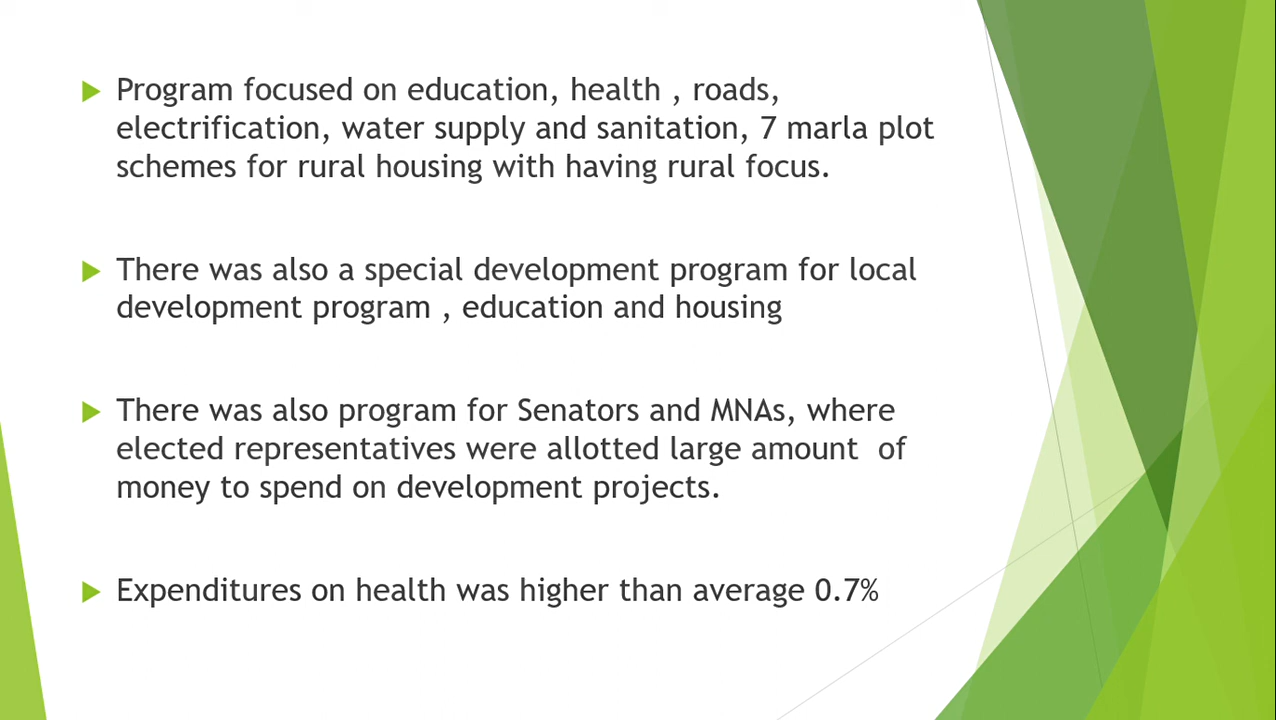 Program focused on education, health , roads,
electrification, water supply and sanitation, 7 marla plot
schemes for rural housing with having rural focus.
There was also a special development program for local
development program , education and housing
There was also program for Senators and MNAs, where
elected representatives were allotted large amount  of
money to spend on development projects.
Expenditures on health was higher than average 0.7%